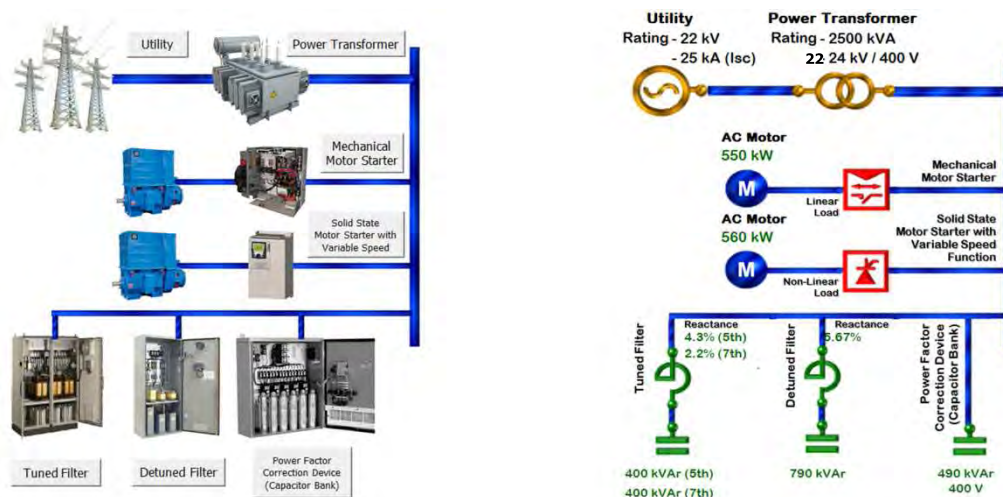 Utility
Power Transformer
Mechanical
Motor Starter
Solid State
Motor Starter with
Variable Speed
Tuned Filter
Detuned Filter
Power Factor
Correction Device
(Capacitor Bank)
Utility
Rating - 22 kV
- 25 kA (Isc)
Power Transformer
Rating - 2500 kVA
22 24 kV / 400 V
AC Motor
550 kW
M
Linear
Load
Mechanical
Motor Starter
AC Motor
560 kW
M
Non-Linear
Load
Solid State
Motor Starter with
Variable Speed
Function
Tuned Filter
Reactance
4.3% (5th)
2.2% (7th)
400 kVAr (5th)
400 kVAr (7th)
Detuned Filter
Reactance
5.67%
790 kVAr
Power Factor
Correction Device
(Capacitor Bank)
490 kVAr
400 V